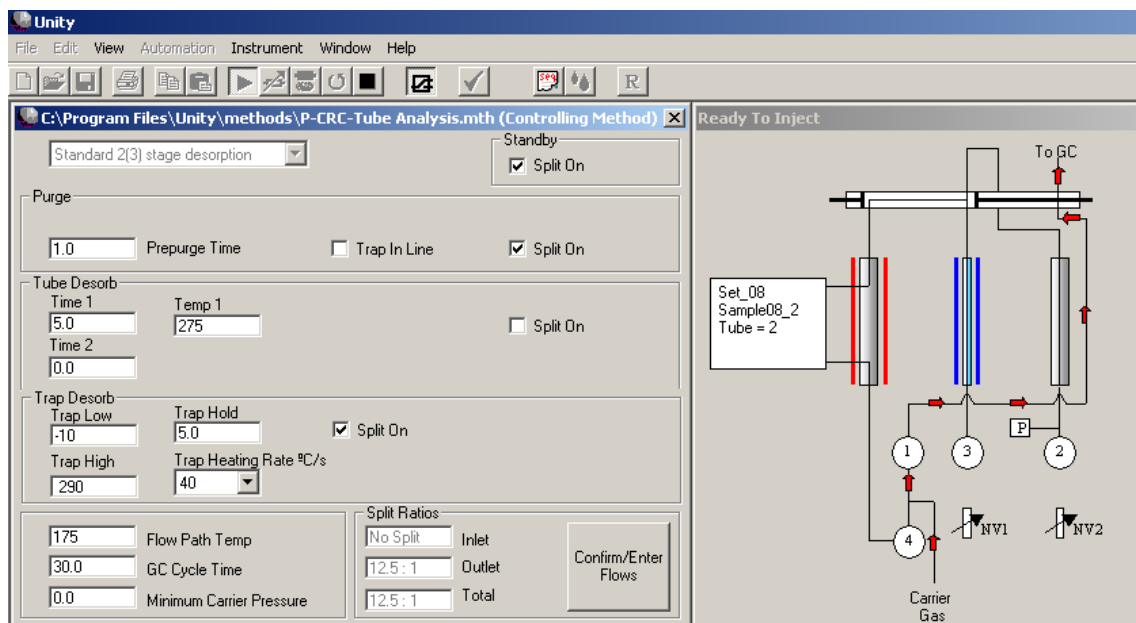 Unity
File Edit View Automation Instrument Window Help
SEQ
R
C:\Program Files\Unity\methods\P-CRC-Tube Analysis.mth (Controlling Method)
Standard 2(3) stage desorption
Standby
Split On
Purge
1.0 Prepurge Time Trap In Line Split On
Tube Desorb
Time 1 Temp 1
5.0 275 Split On
Time 2
0.0
Trap Desorb
Trap Low Trap Hold
-10 5.0 Split On
Trap High Trap Heating Rate ºC/s
290 40
175 Flow Path Temp
30.0 GC Cycle Time
0.0 Minimum Carrier Pressure
Split Ratios
No Split Inlet
12.5 : 1 Outlet
12.5 : 1 Total
Confirm/Enter
Flows
Ready To Inject
To GC
Set_08
Sample08_2
Tube = 2
P
1 3 2
4 NV1 NV2
Carrier
Gas